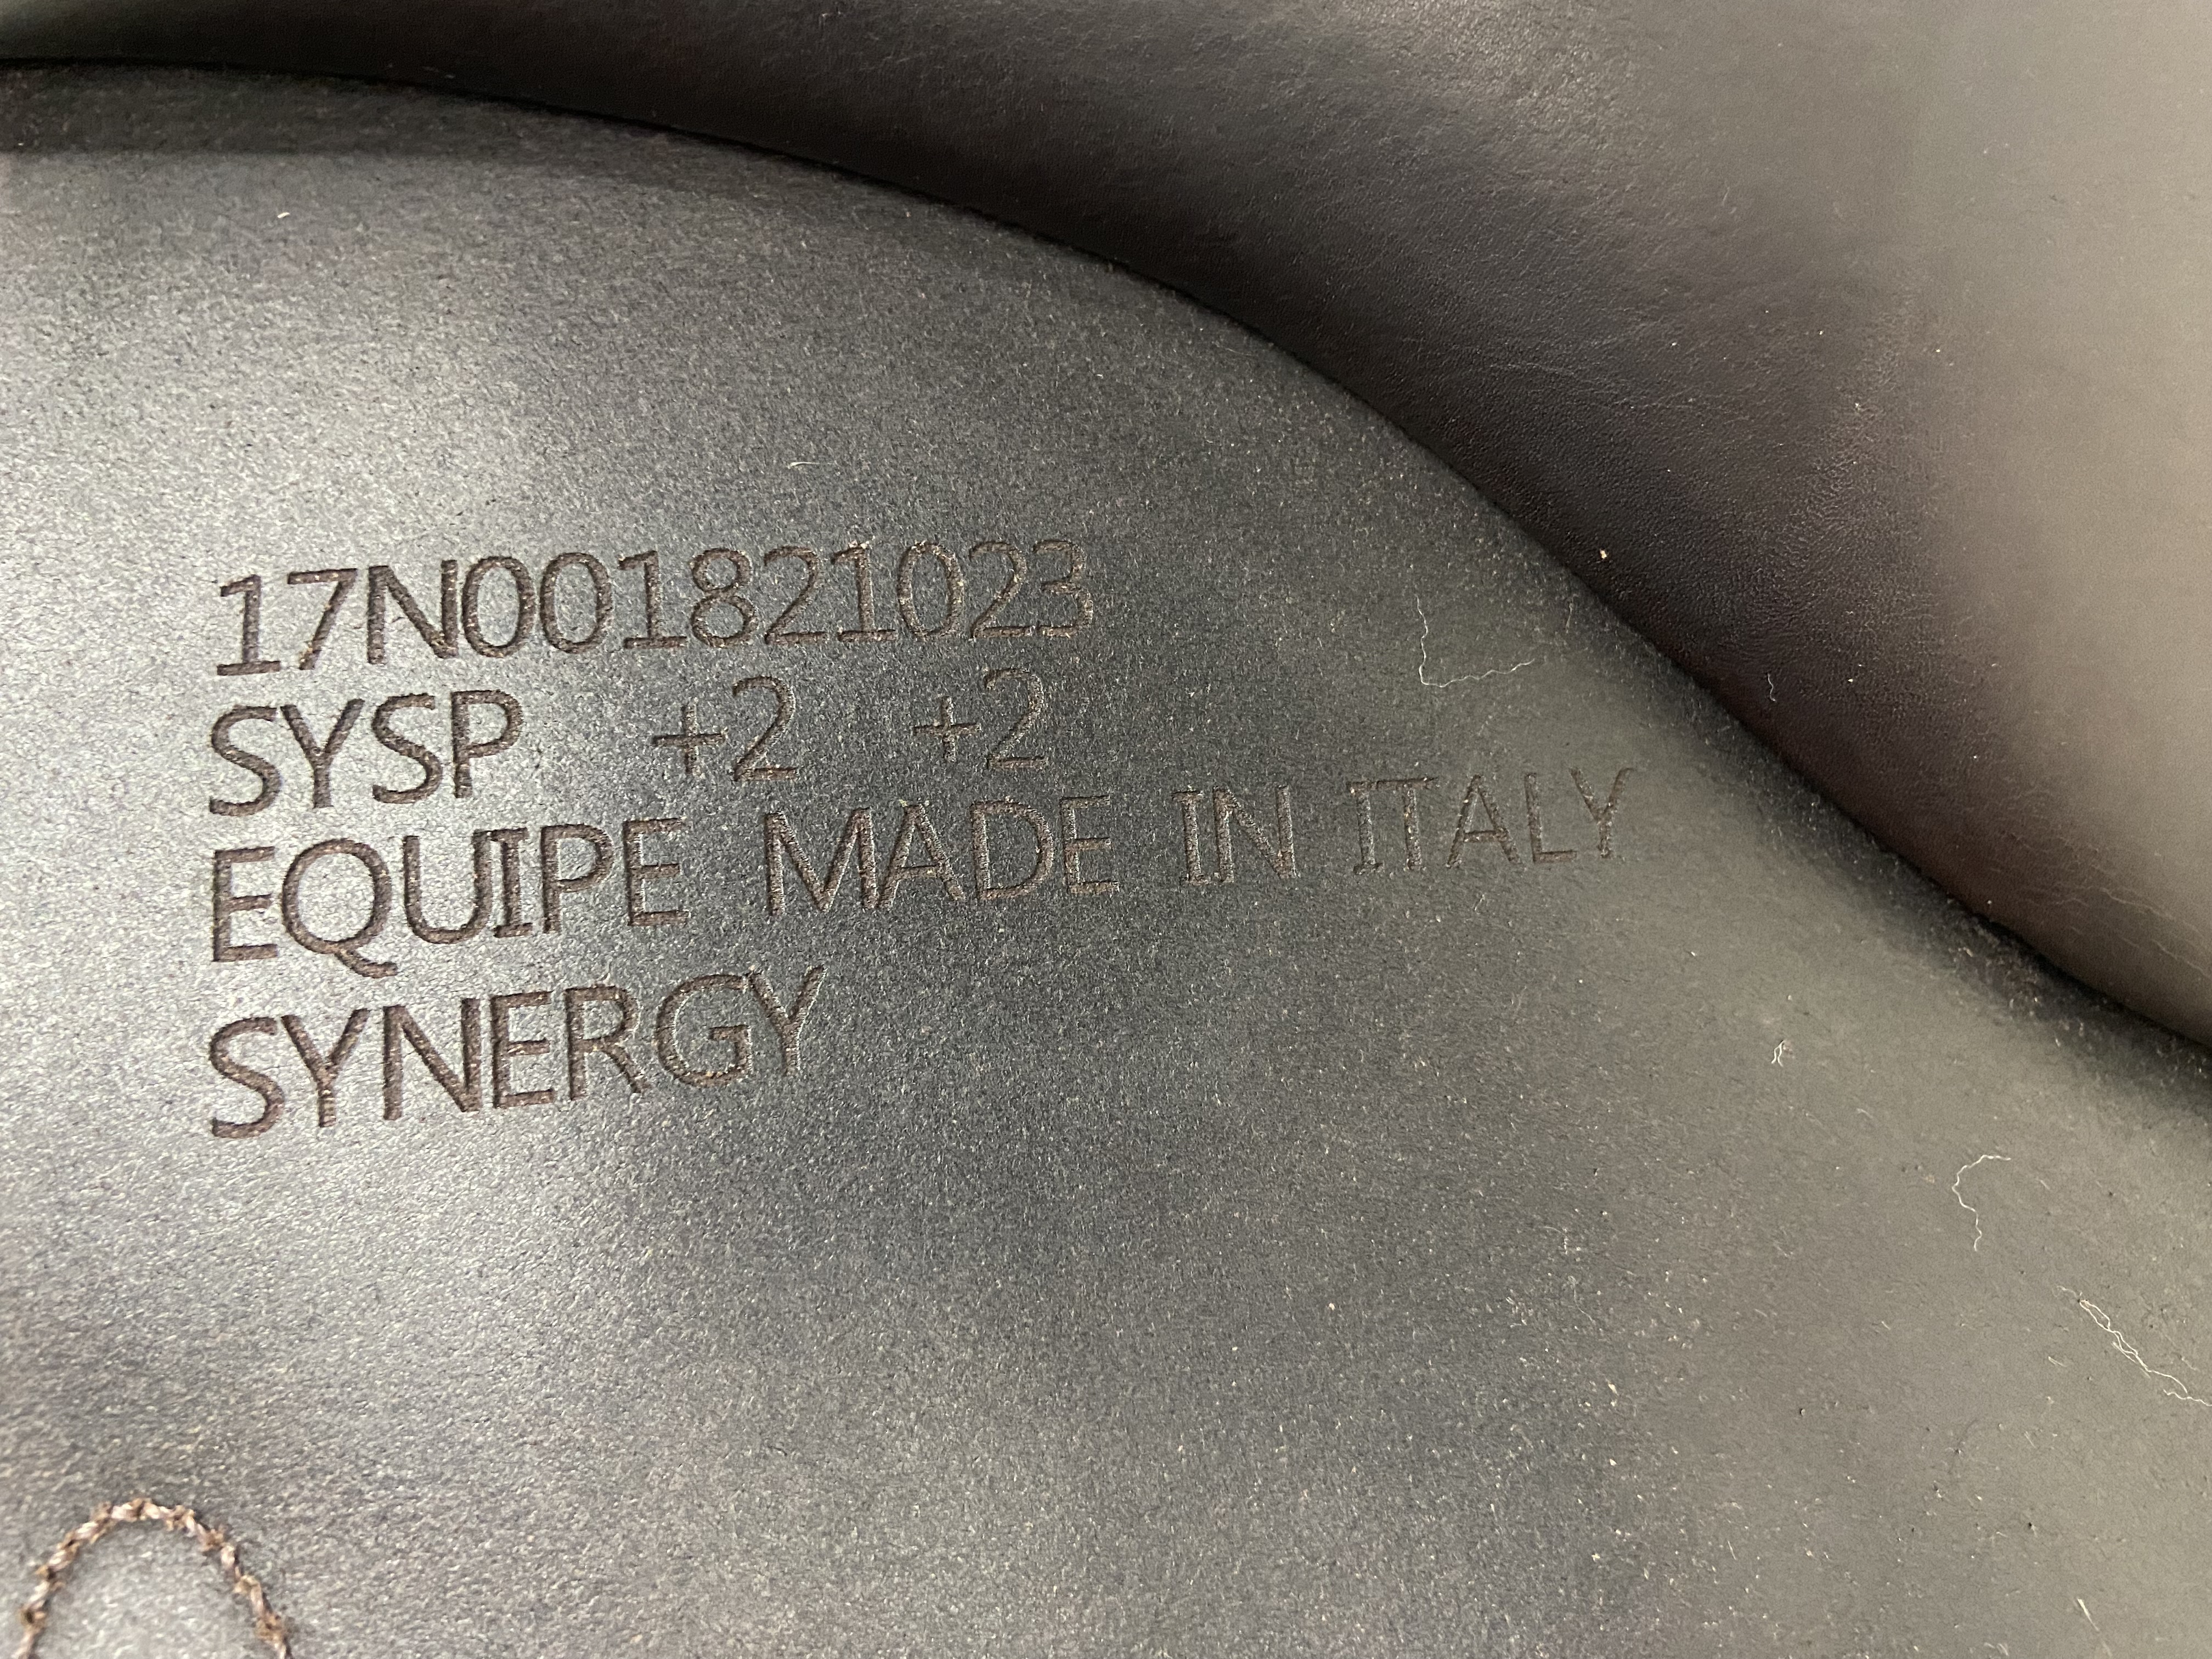 17N001821023
SYSP +2 +2
EQUIPE MADE IN ITALY
SYNERGY